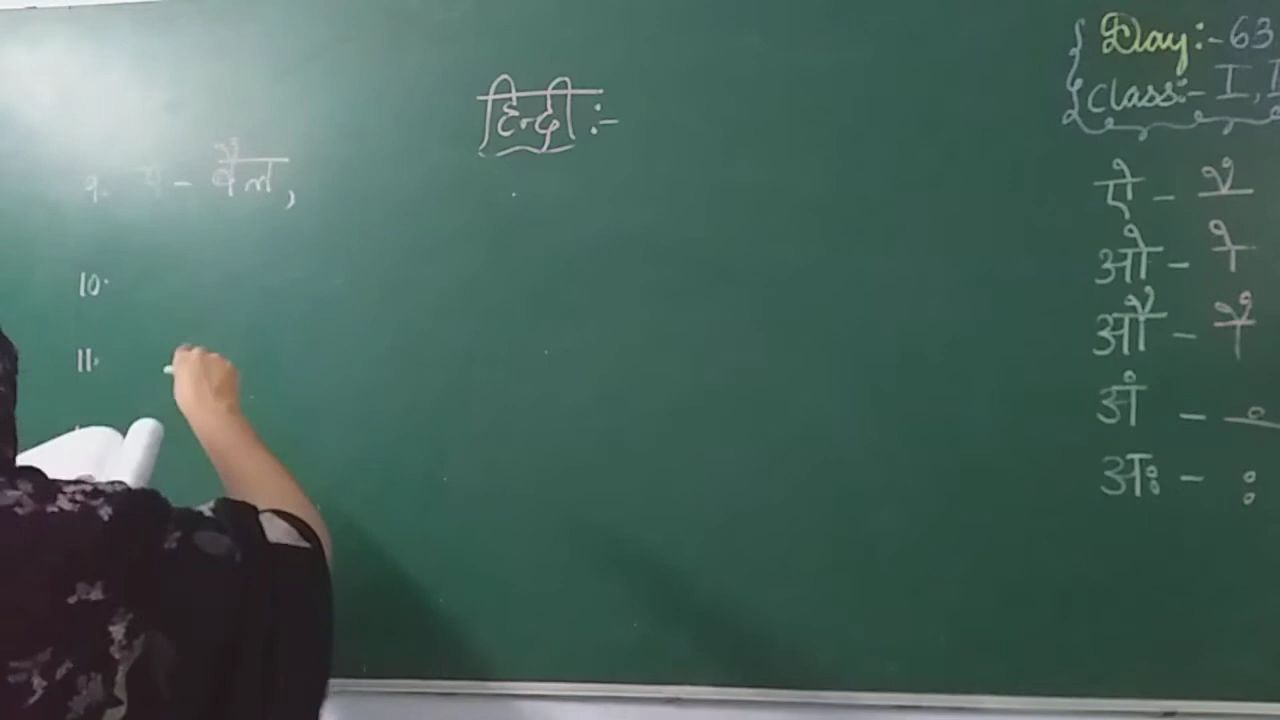 { Day:- 63
{ Class:- I, I
हिन्दी :-
9. - बैल,
10.
11.
ऐ - ै
ओ - ो
औ - ौ
अं - ं
अः - ः